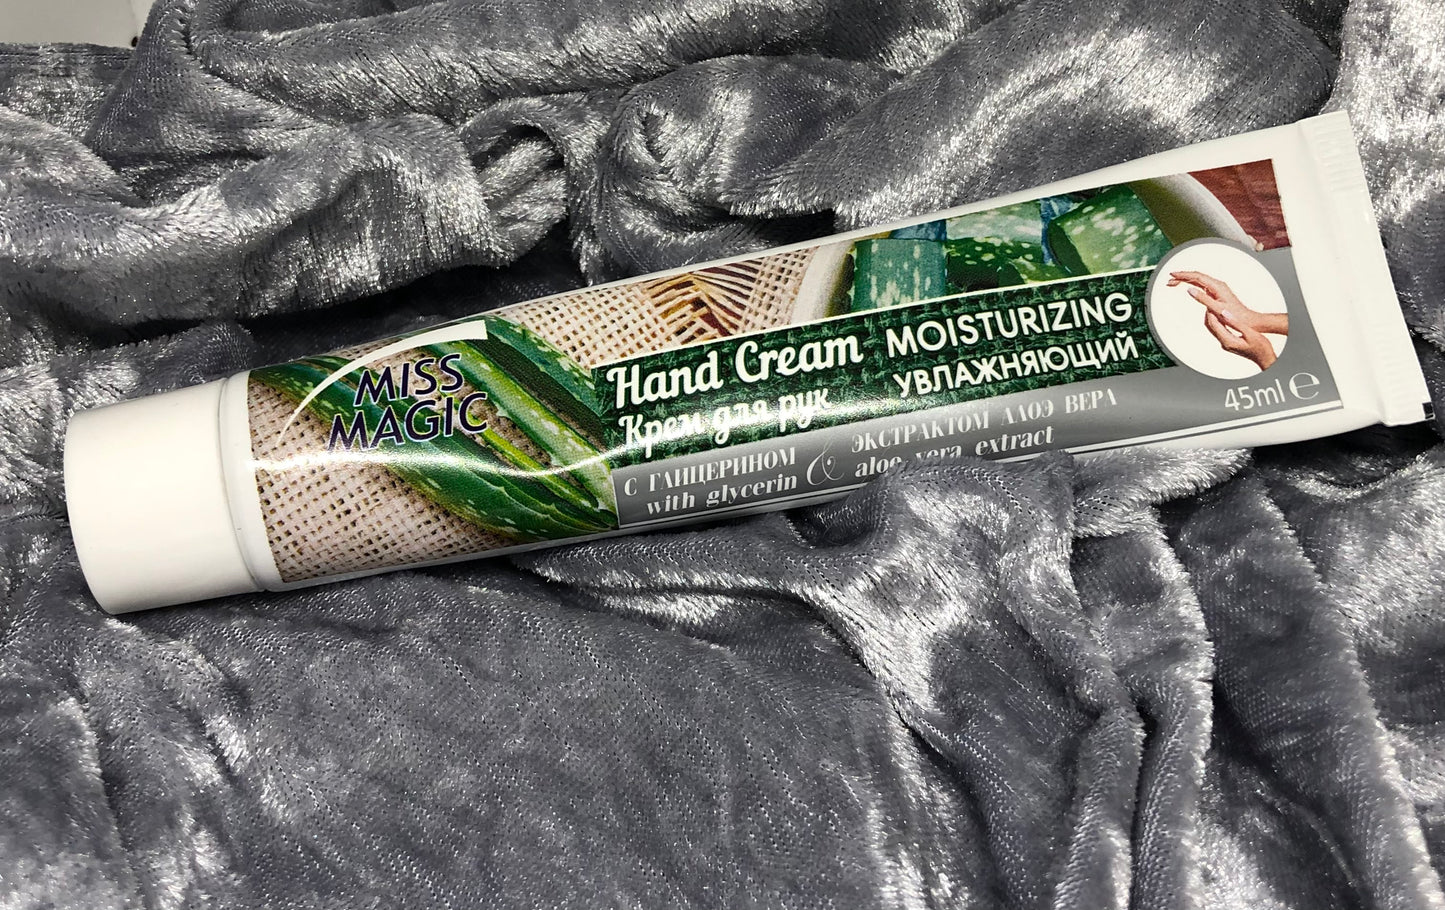 MISS
MAGIC
Hand Cream
Крем для рук
MOISTURIZING
УВЛАЖНЯЮЩИЙ
С ГЛИЦЕРИНОМ
with glycerin
&
ЭКСТРАКТОМ АЛОЭ ВЕРА
aloe vera extract
45ml ℮